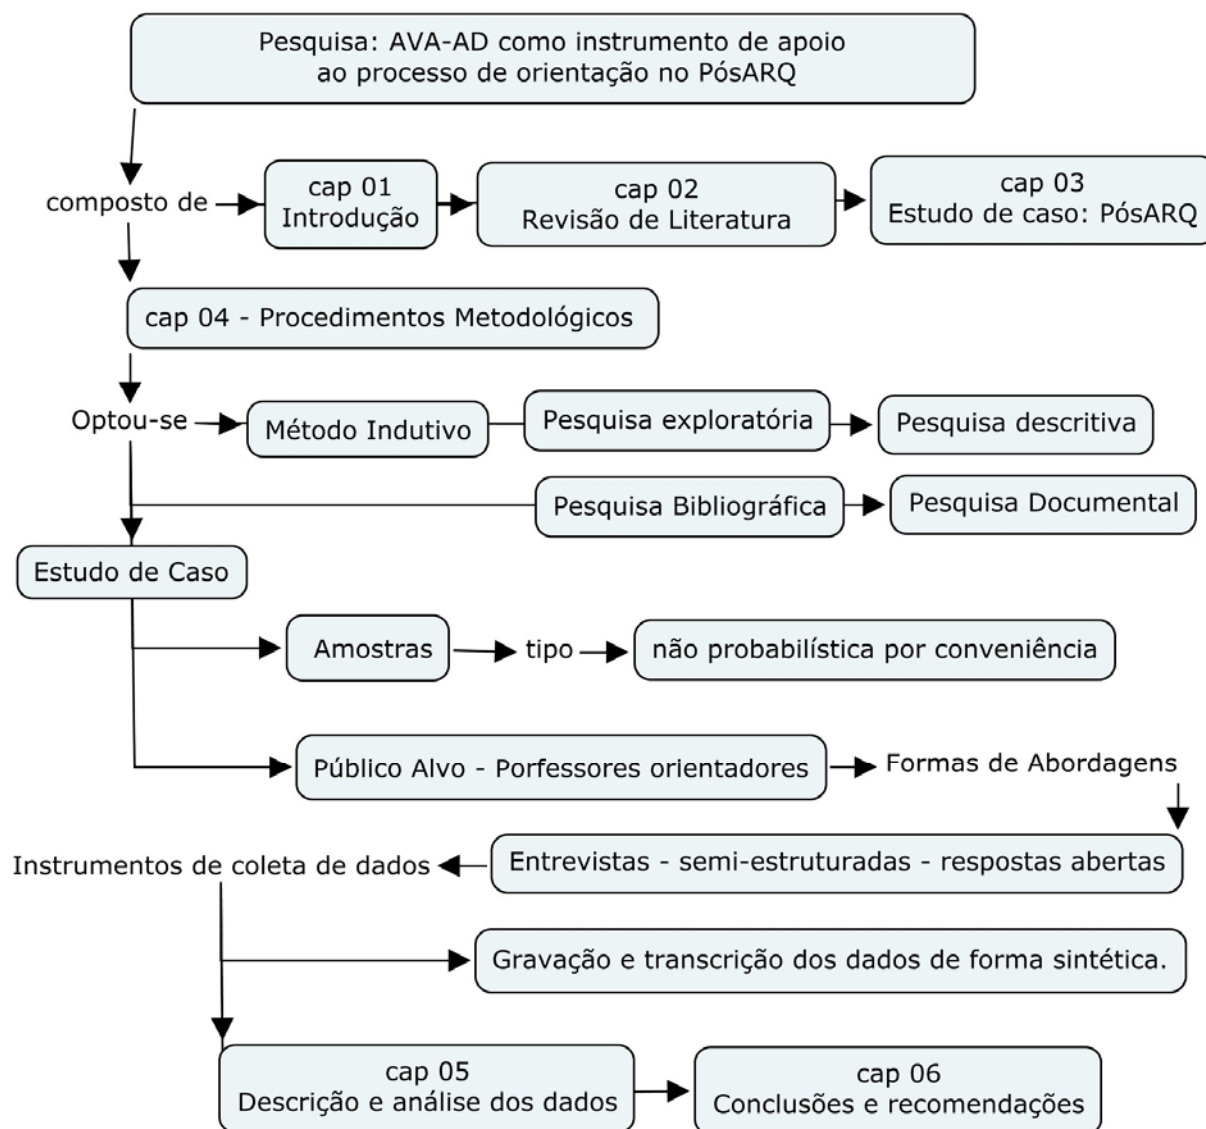 Pesquisa: AVA-AD como instrumento de apoio
ao processo de orientação no PósARQ
composto de
cap 01
Introdução
cap 02
Revisão de Literatura
cap 03
Estudo de caso: PósARQ
cap 04 - Procedimentos Metodológicos
Optou-se
Método Indutivo
Pesquisa exploratória
Pesquisa descritiva
Pesquisa Bibliográfica
Pesquisa Documental
Estudo de Caso
Amostras
tipo
não probabilística por conveniência
Público Alvo - Porfessores orientadores
Formas de Abordagens
Entrevistas - semi-estruturadas - respostas abertas
Instrumentos de coleta de dados
Gravação e transcrição dos dados de forma sintética.
cap 05
Descrição e análise dos dados
cap 06
Conclusões e recomendações